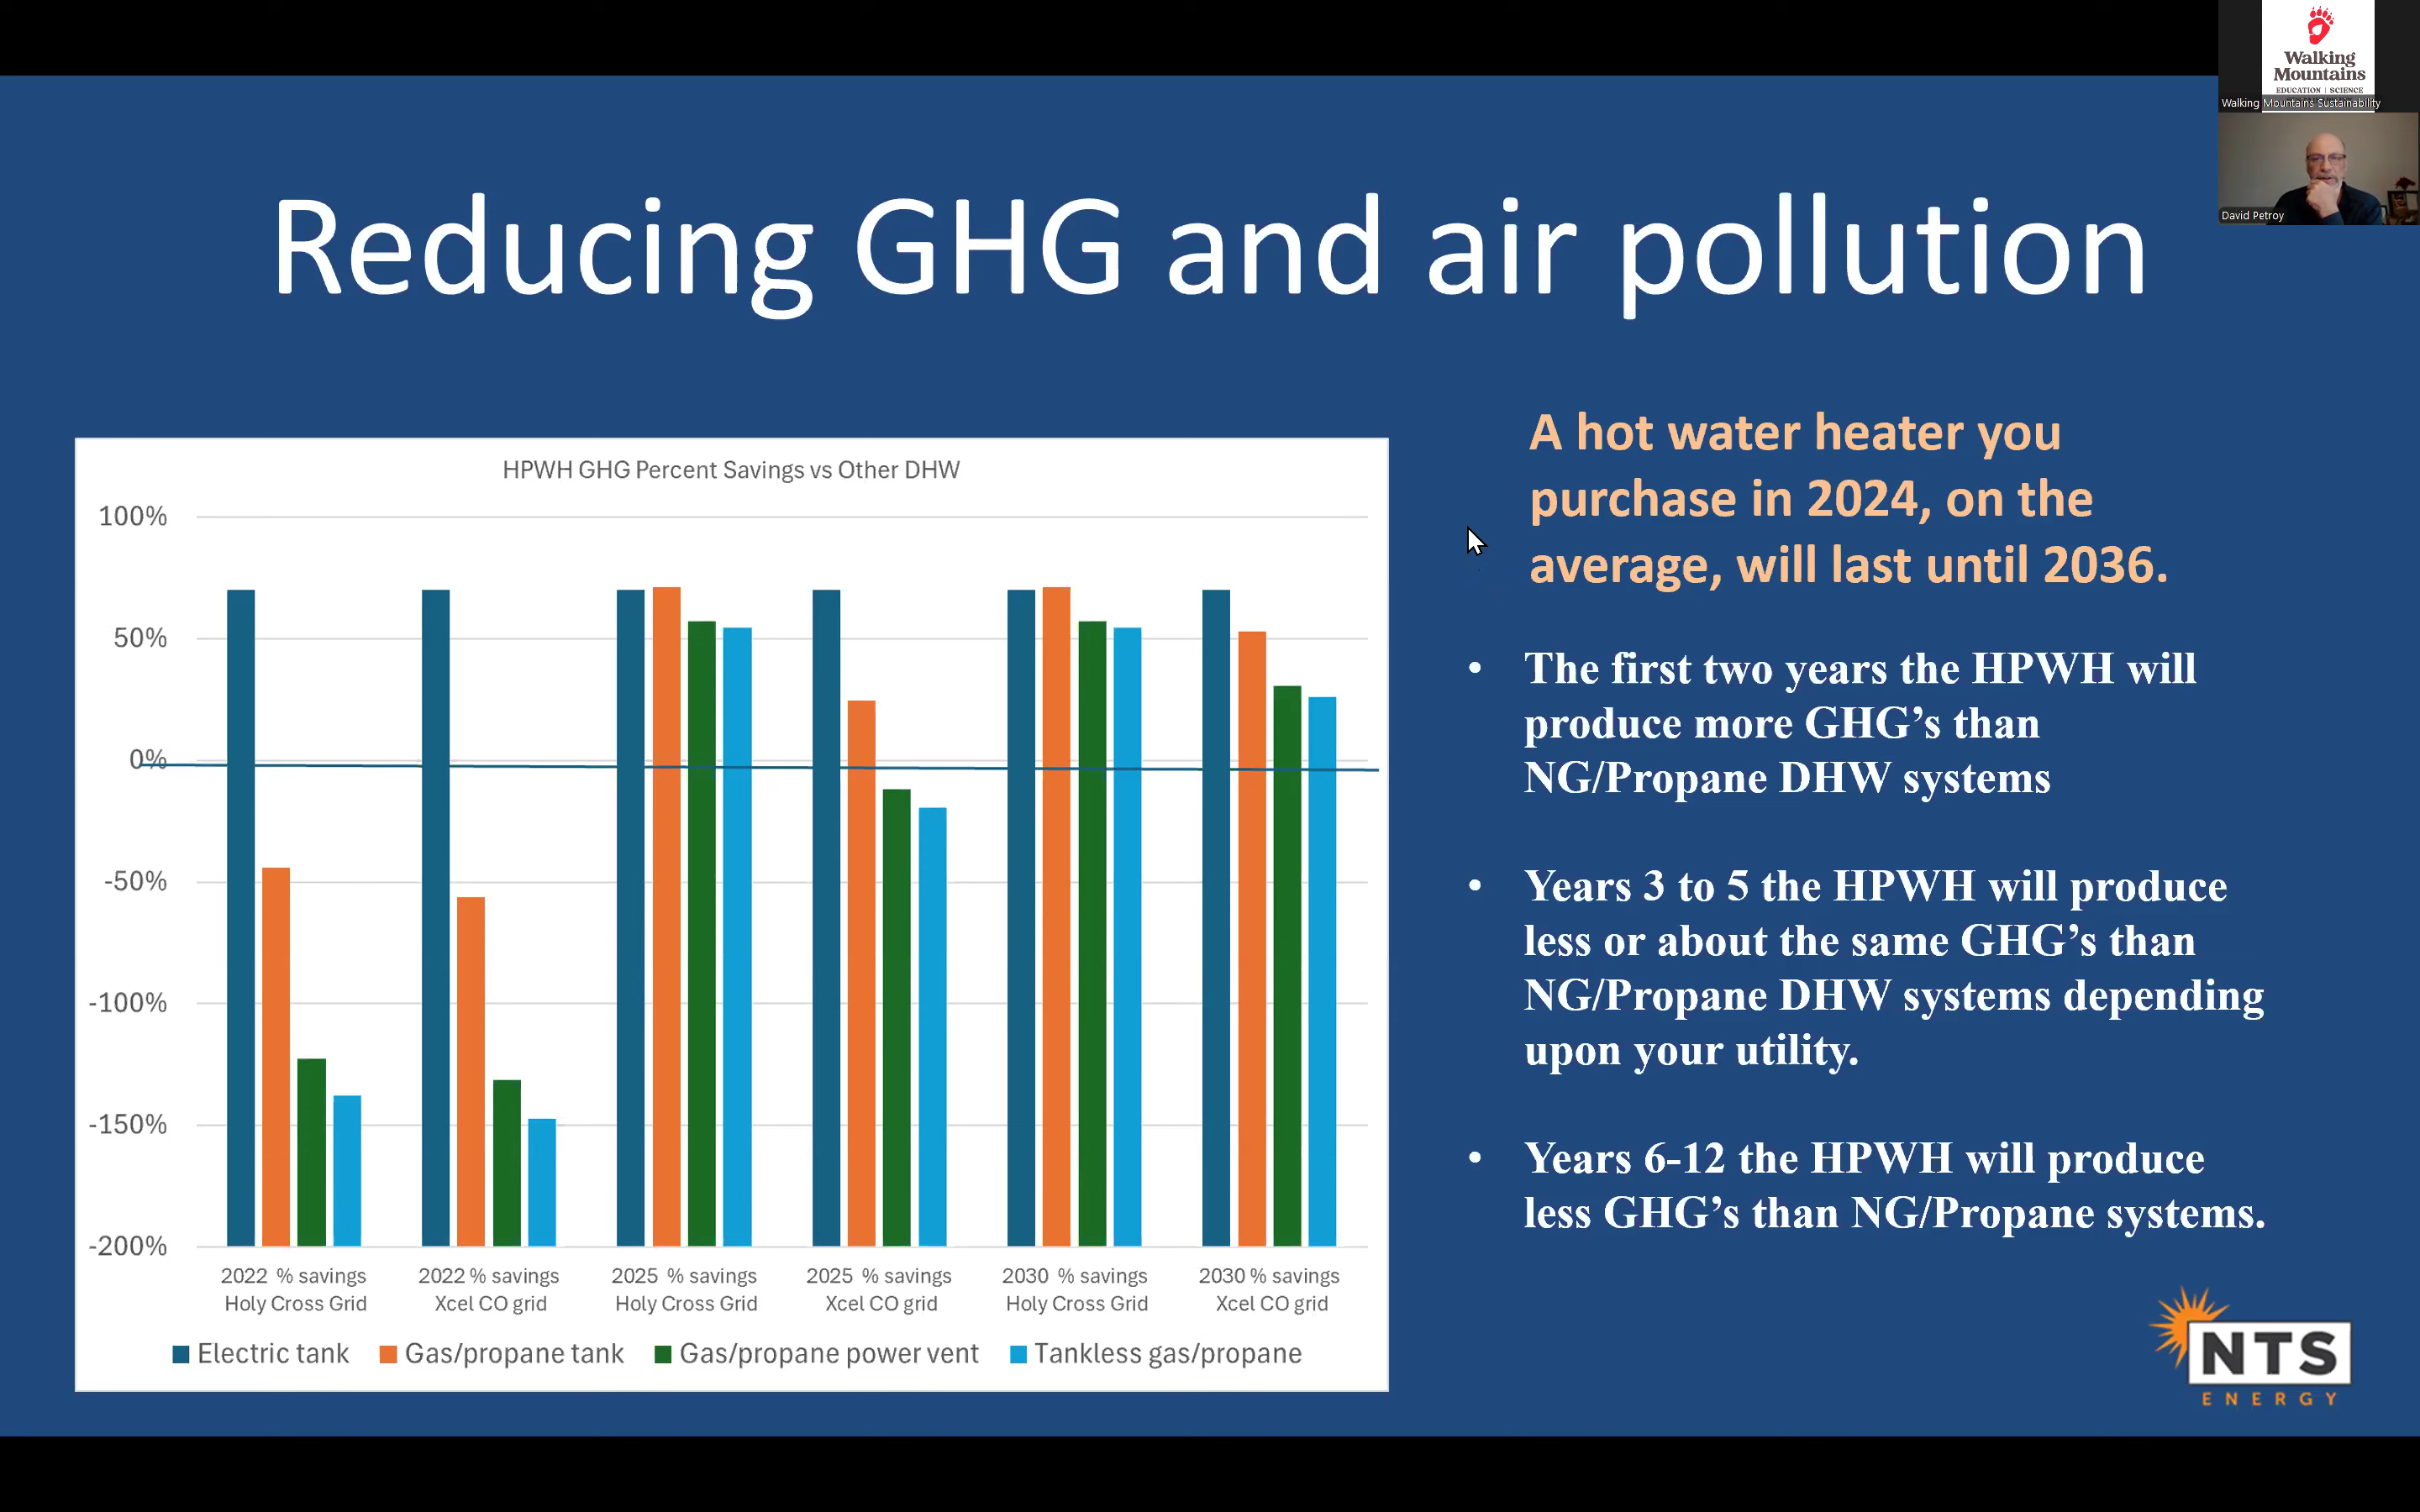 Walking
Mountains
EDUCATION | SCIENCE
Walking Mountains Sustainability
David Petroy
Reducing GHG and air pollution
HPWH GHG Percent Savings vs Other DHW
100%
50%
0%
-50%
-100%
-150%
-200%
2022 % savings
Holy Cross Grid
2022 % savings
Xcel CO grid
2025 % savings
Holy Cross Grid
2025 % savings
Xcel CO grid
2030 % savings
Holy Cross Grid
2030 % savings
Xcel CO grid
Electric tank
Gas/propane tank
Gas/propane power vent
Tankless gas/propane
A hot water heater you
purchase in 2024, on the
average, will last until 2036.
• The first two years the HPWH will
produce more GHG’s than
NG/Propane DHW systems
• Years 3 to 5 the HPWH will produce
less or about the same GHG’s than
NG/Propane DHW systems depending
upon your utility.
• Years 6-12 the HPWH will produce
less GHG’s than NG/Propane systems.
NTS
ENERGY